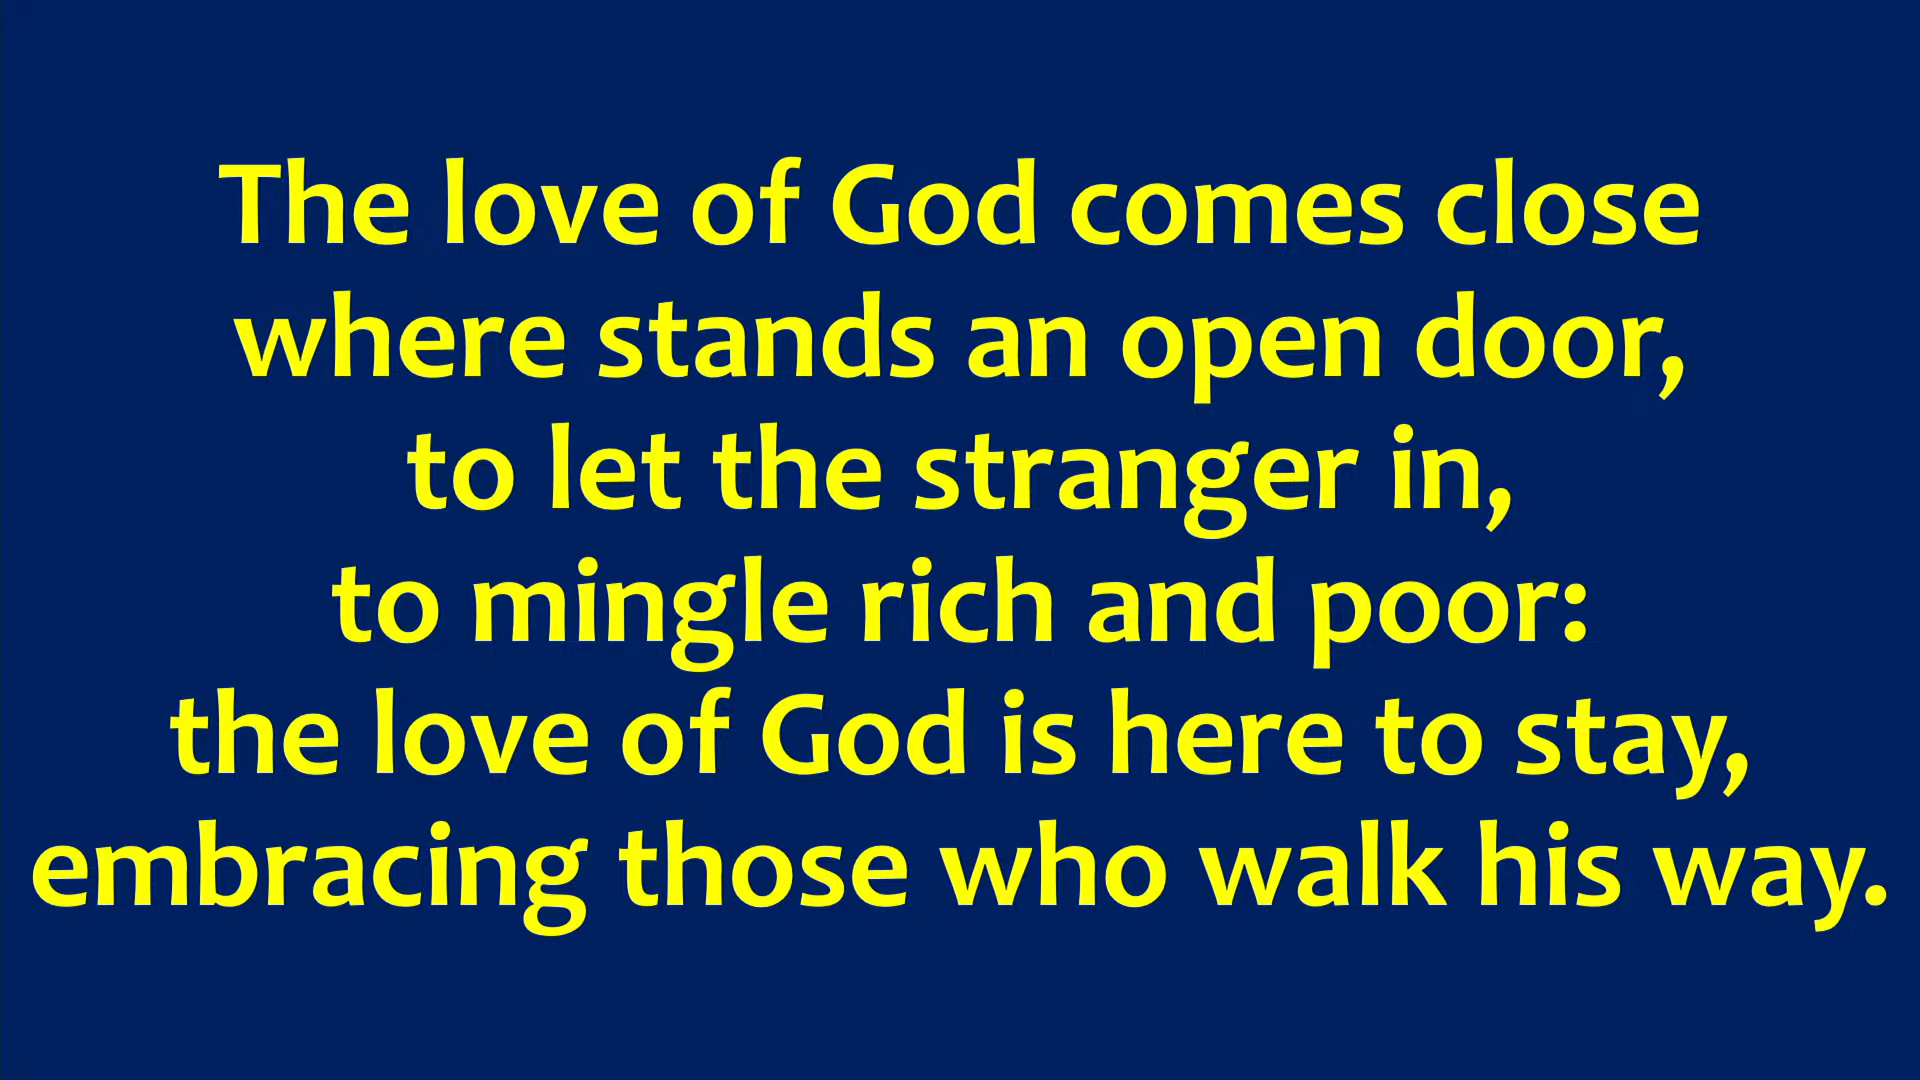 The love of God comes close
where stands an open door,
to let the stranger in,
to mingle rich and poor:
the love of God is here to stay,
embracing those who walk his way.